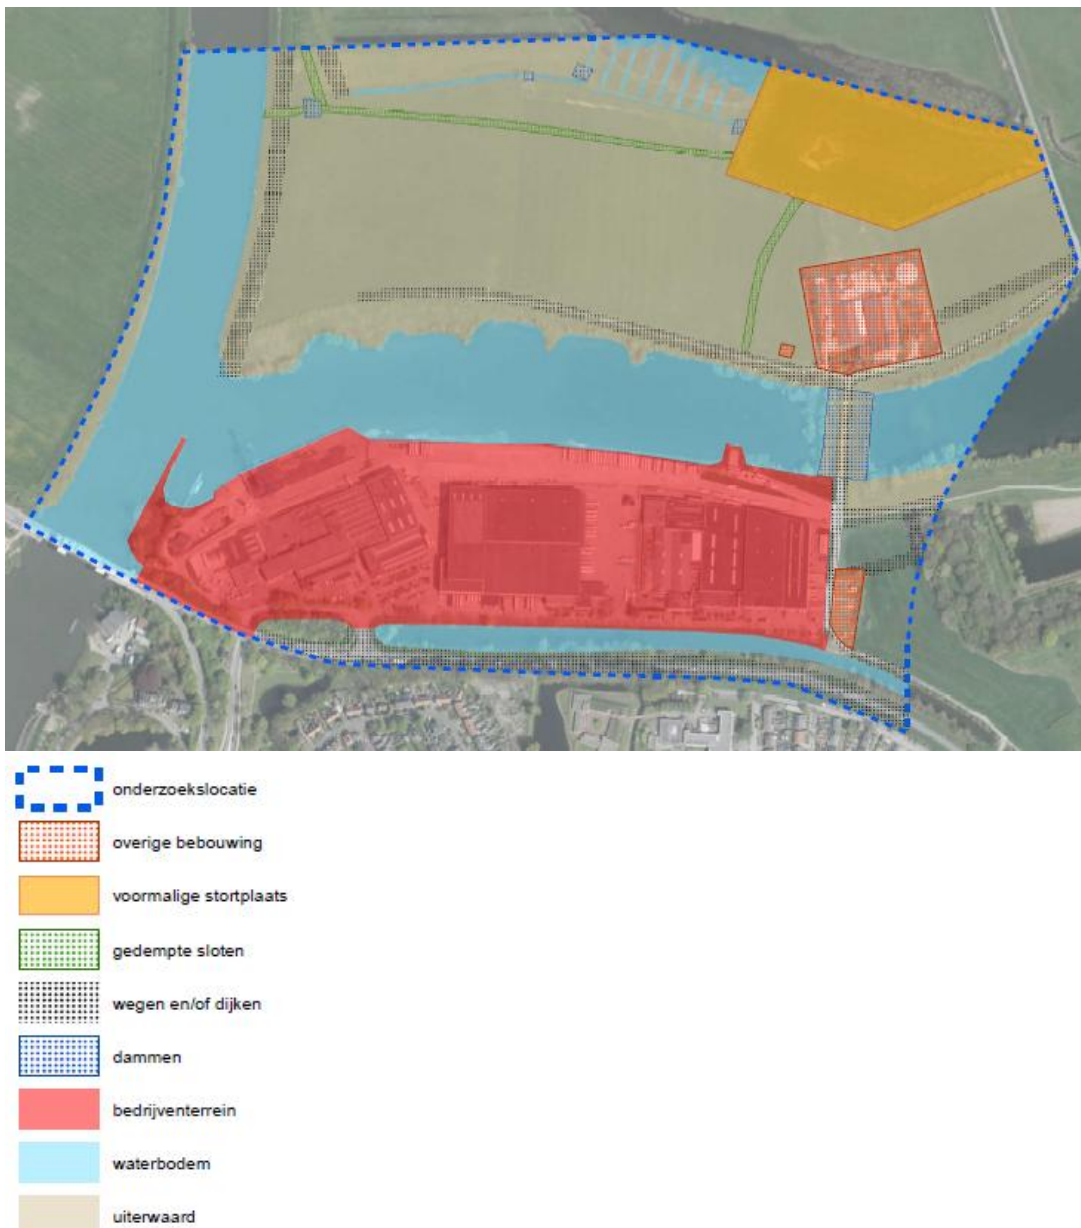 onderzoekslocatie
overige bebouwing
voormalige stortplaats
gedempte sloten
wegen en/of dijken
dammen
bedrijventerrein
waterbodem
uiterwaard